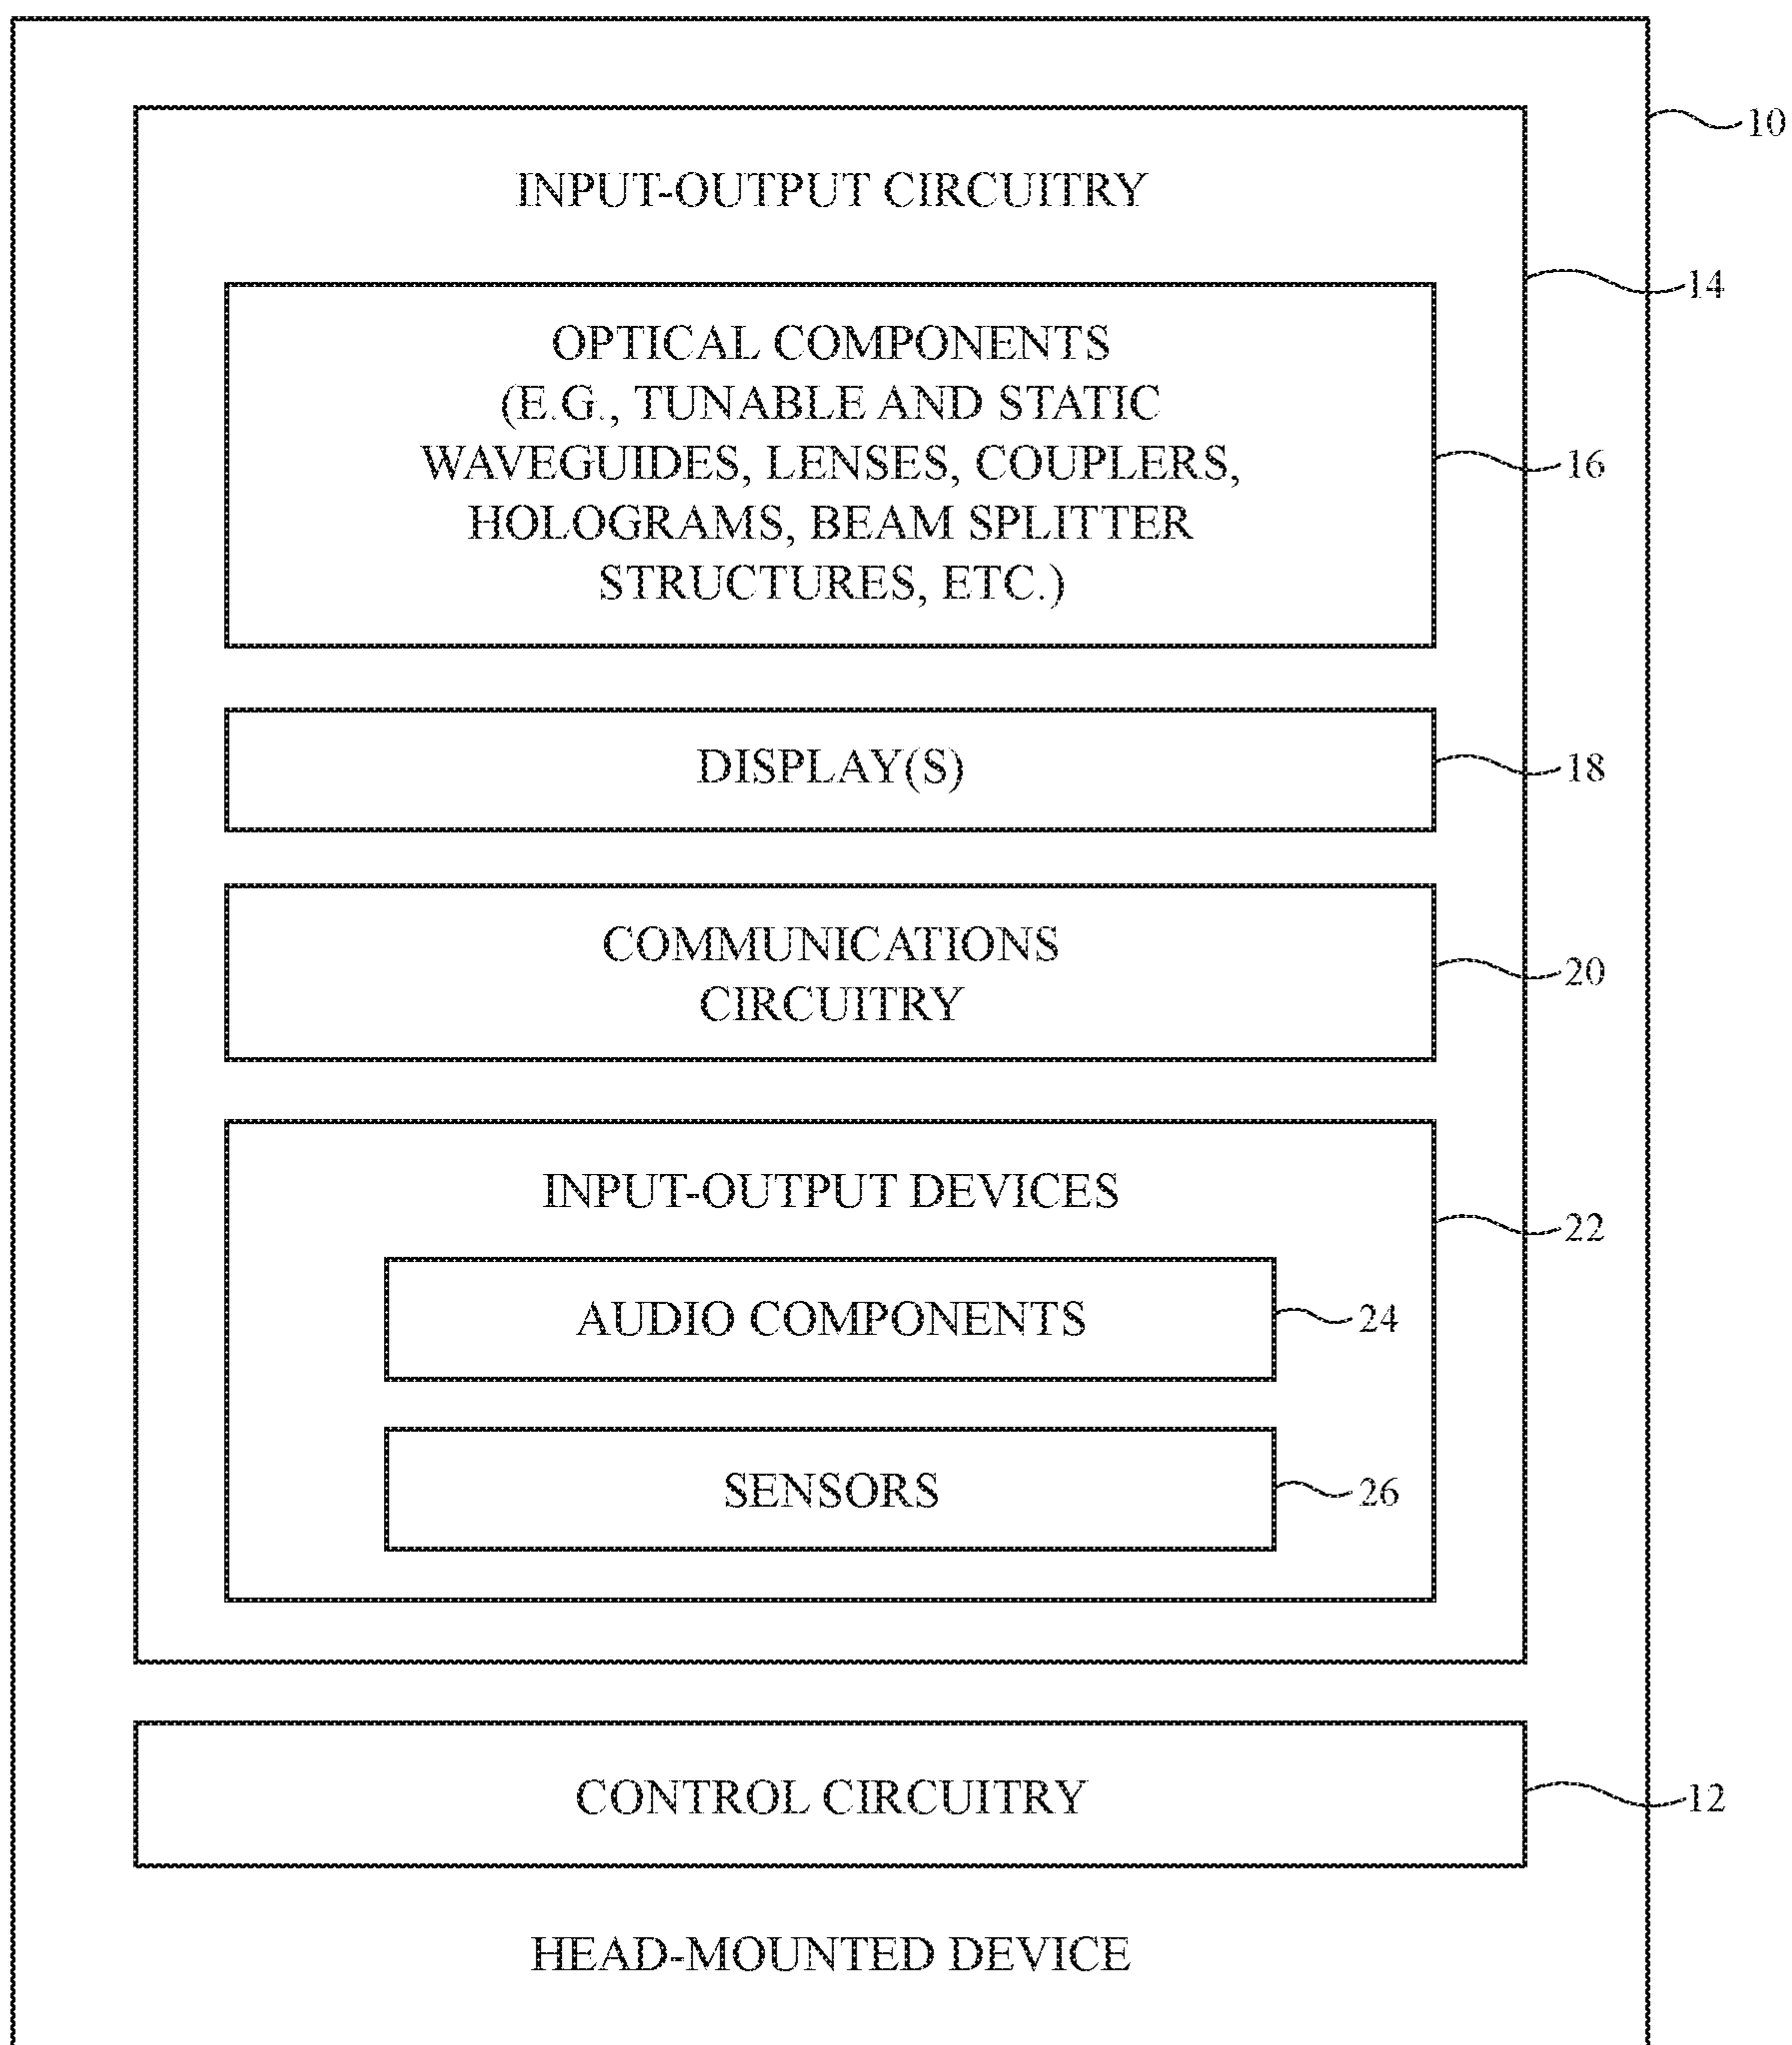 10
INPUT-OUTPUT CIRCUITRY
14
OPTICAL COMPONENTS
(E.G., TUNABLE AND STATIC
WAVEGUIDES, LENSES, COUPLERS,
HOLOGRAMS, BEAM SPLITTER
STRUCTURES, ETC.)
16
DISPLAY(S)
18
COMMUNICATIONS
CIRCUITRY
20
INPUT-OUTPUT DEVICES
22
AUDIO COMPONENTS
24
SENSORS
26
CONTROL CIRCUITRY
12
HEAD-MOUNTED DEVICE